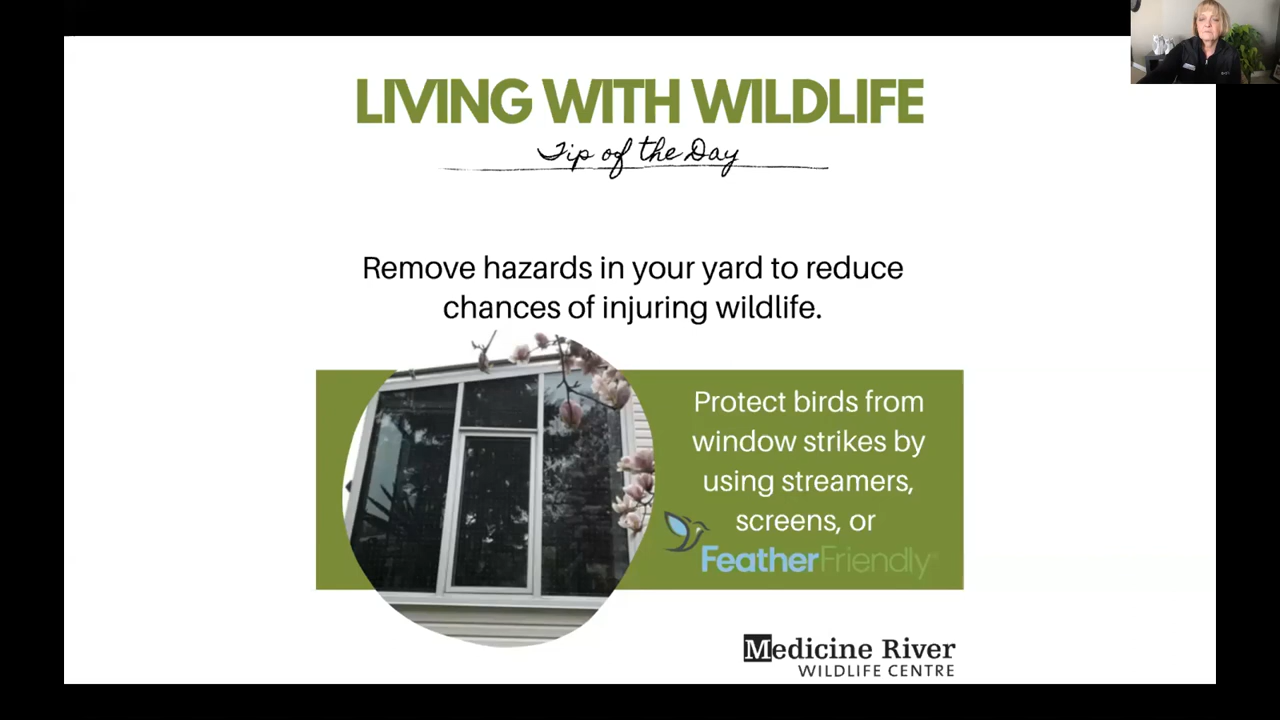 LIVING WITH WILDLIFE
Tip of the Day
Remove hazards in your yard to reduce
chances of injuring wildlife.
Protect birds from
window strikes by
using streamers,
screens, or
FeatherFriendly
Medicine River
WILDLIFE CENTRE